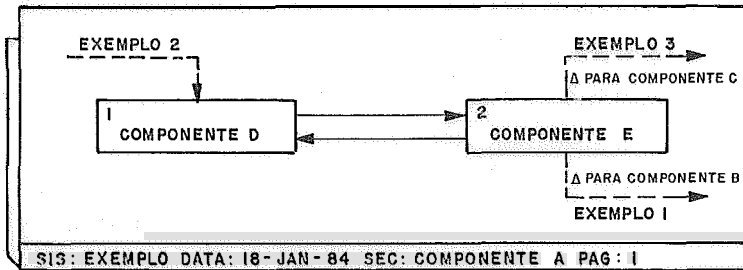 EXEMPLO 2
EXEMPLO 3
Δ PARA COMPONENTE C
1
COMPONENTE D
2
COMPONENTE E
Δ PARA COMPONENTE B
EXEMPLO 1
SIS: EXEMPLO DATA: 18-JAN-84 SEC: COMPONENTE A PAG: 1